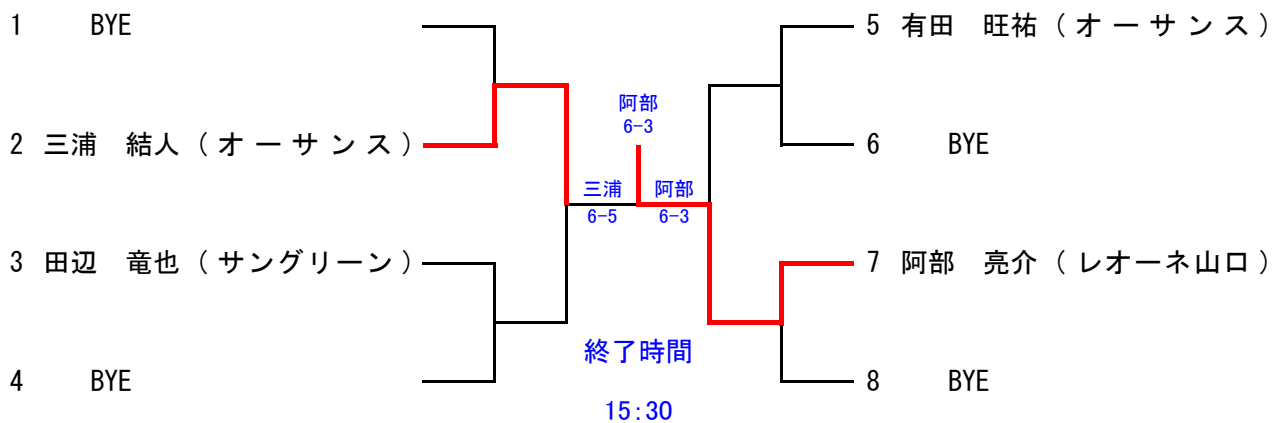 1 BYE
2 三浦 結人 (オーサンス)
3 田辺 竜也 (サングリーン)
4 BYE
阿部
6-3
三浦
6-5
阿部
6-3
終了時間
15:30
5 有田 旺祐 (オーサンス)
6 BYE
7 阿部 亮介 (レオーネ山口)
8 BYE